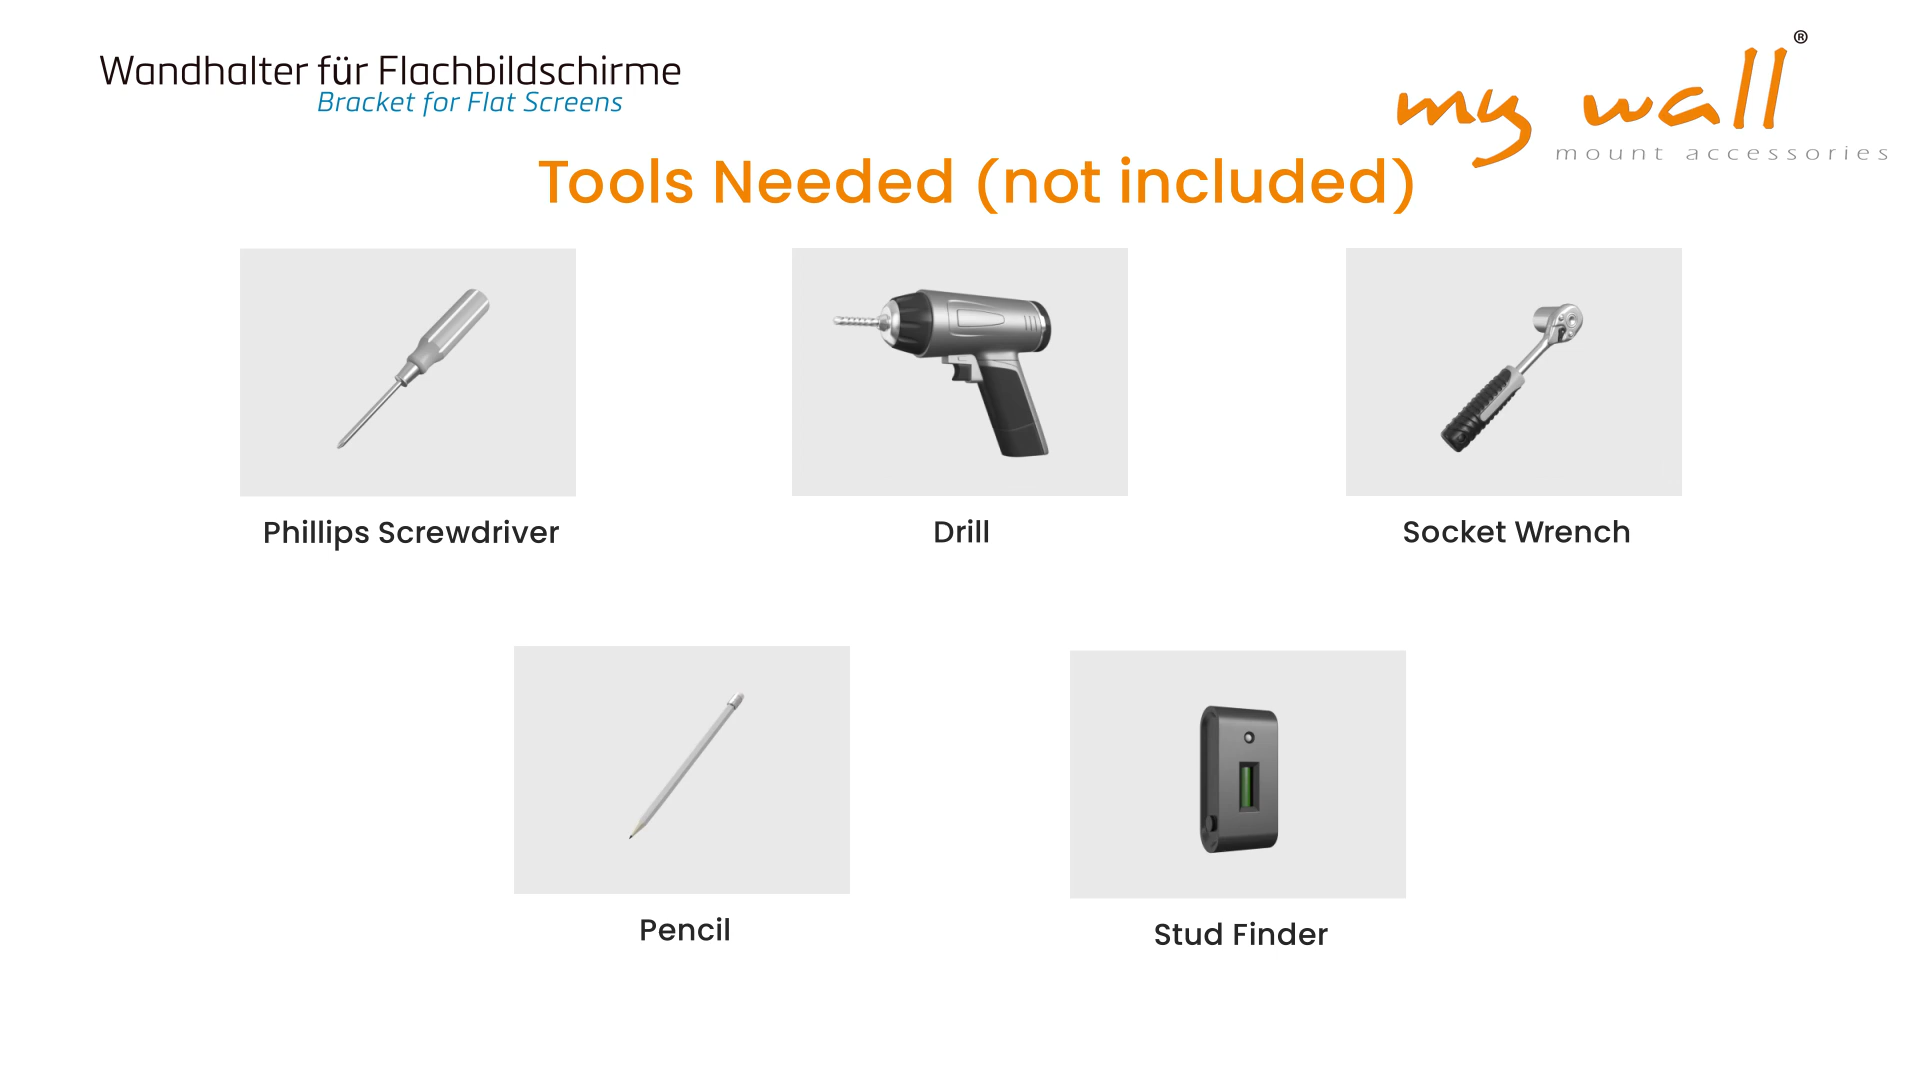 Wandhalter für Flachbildschirme
Bracket for Flat Screens
my wall®
mount accessories
Tools Needed (not included)
Phillips Screwdriver
Drill
Socket Wrench
Pencil
Stud Finder